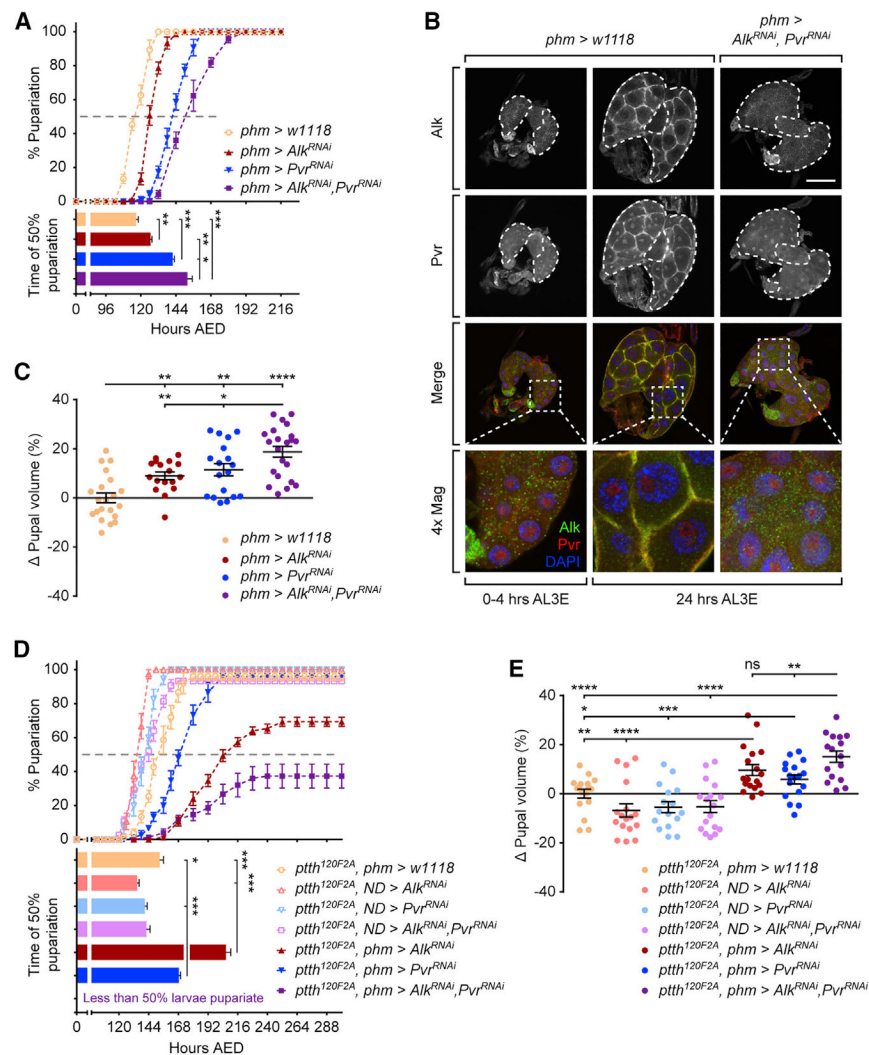 A
% Pupariation
100
80
60
40
20
0
phm > w1118
phm > Alk^RNAi
phm > Pvr^RNAi
phm > Alk^RNAi,Pvr^RNAi
Time of 50%
pupariation
**
***
***
*
**
0 96 120 144 168 192 216
Hours AED
B
phm > w1118
phm >
Alk^RNAi, Pvr^RNAi
Alk
Pvr
Merge
4x Mag
Alk
Pvr
DAPI
0-4 hrs AL3E
24 hrs AL3E
C
Δ Pupal volume (%)
40
20
0
-20
-40
** ** ****
** *
phm > w1118
phm > Alk^RNAi
phm > Pvr^RNAi
phm > Alk^RNAi,Pvr^RNAi
D
% Pupariation
100
80
60
40
20
0
Time of 50%
pupariation
*
***
***
***
Less than 50% larvae pupariate
0 120 144 168 192 216 240 264 288
Hours AED
ptth^120F2A, phm > w1118
ptth^120F2A, ND > Alk^RNAi
ptth^120F2A, ND > Pvr^RNAi
ptth^120F2A, ND > Alk^RNAi,Pvr^RNAi
ptth^120F2A, phm > Alk^RNAi
ptth^120F2A, phm > Pvr^RNAi
ptth^120F2A, phm > Alk^RNAi,Pvr^RNAi
E
Δ Pupal volume (%)
40
20
0
-20
-40
ns **
**** ****
* ***
** ****
ptth^120F2A, phm > w1118
ptth^120F2A, ND > Alk^RNAi
ptth^120F2A, ND > Pvr^RNAi
ptth^120F2A, ND > Alk^RNAi,Pvr^RNAi
ptth^120F2A, phm > Alk^RNAi
ptth^120F2A, phm > Pvr^RNAi
ptth^120F2A, phm > Alk^RNAi,Pvr^RNAi